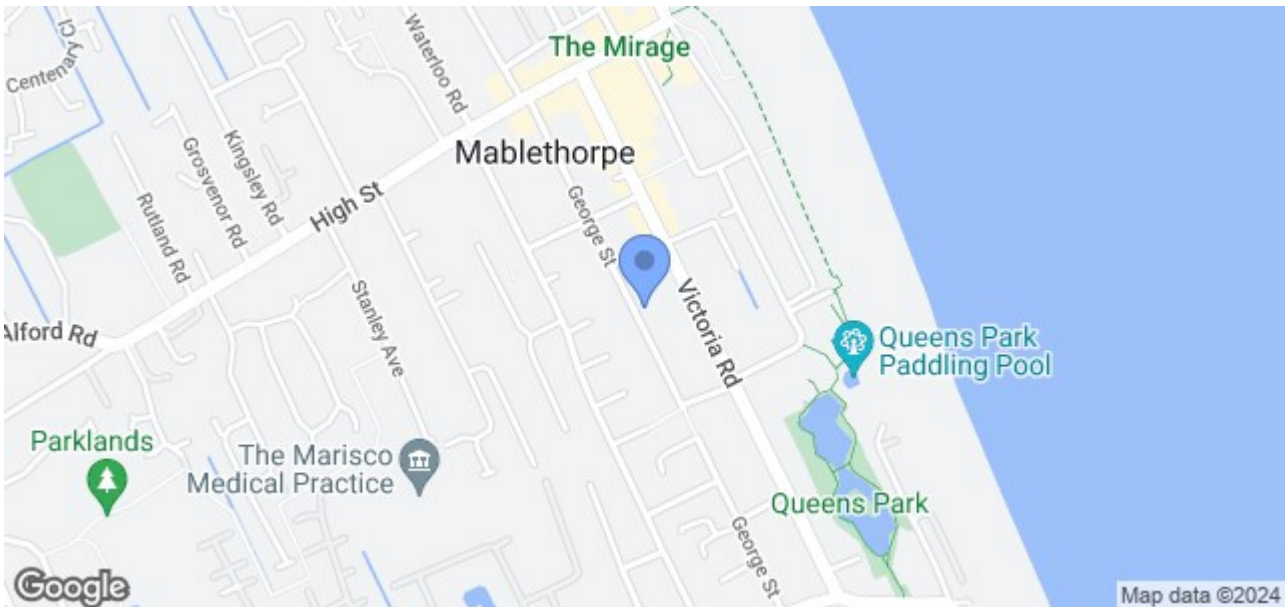 The Mirage
Waterloo Rd
Centenary Cl
Mablethorpe
Kingsley Rd
Grosvenor Rd
High St
Rutland Rd
George St
Victoria Rd
Stanley Ave
Alford Rd
Queens Park
Paddling Pool
Parklands
The Marisco
Medical Practice
Queens Park
George St
Google
Map data ©2024